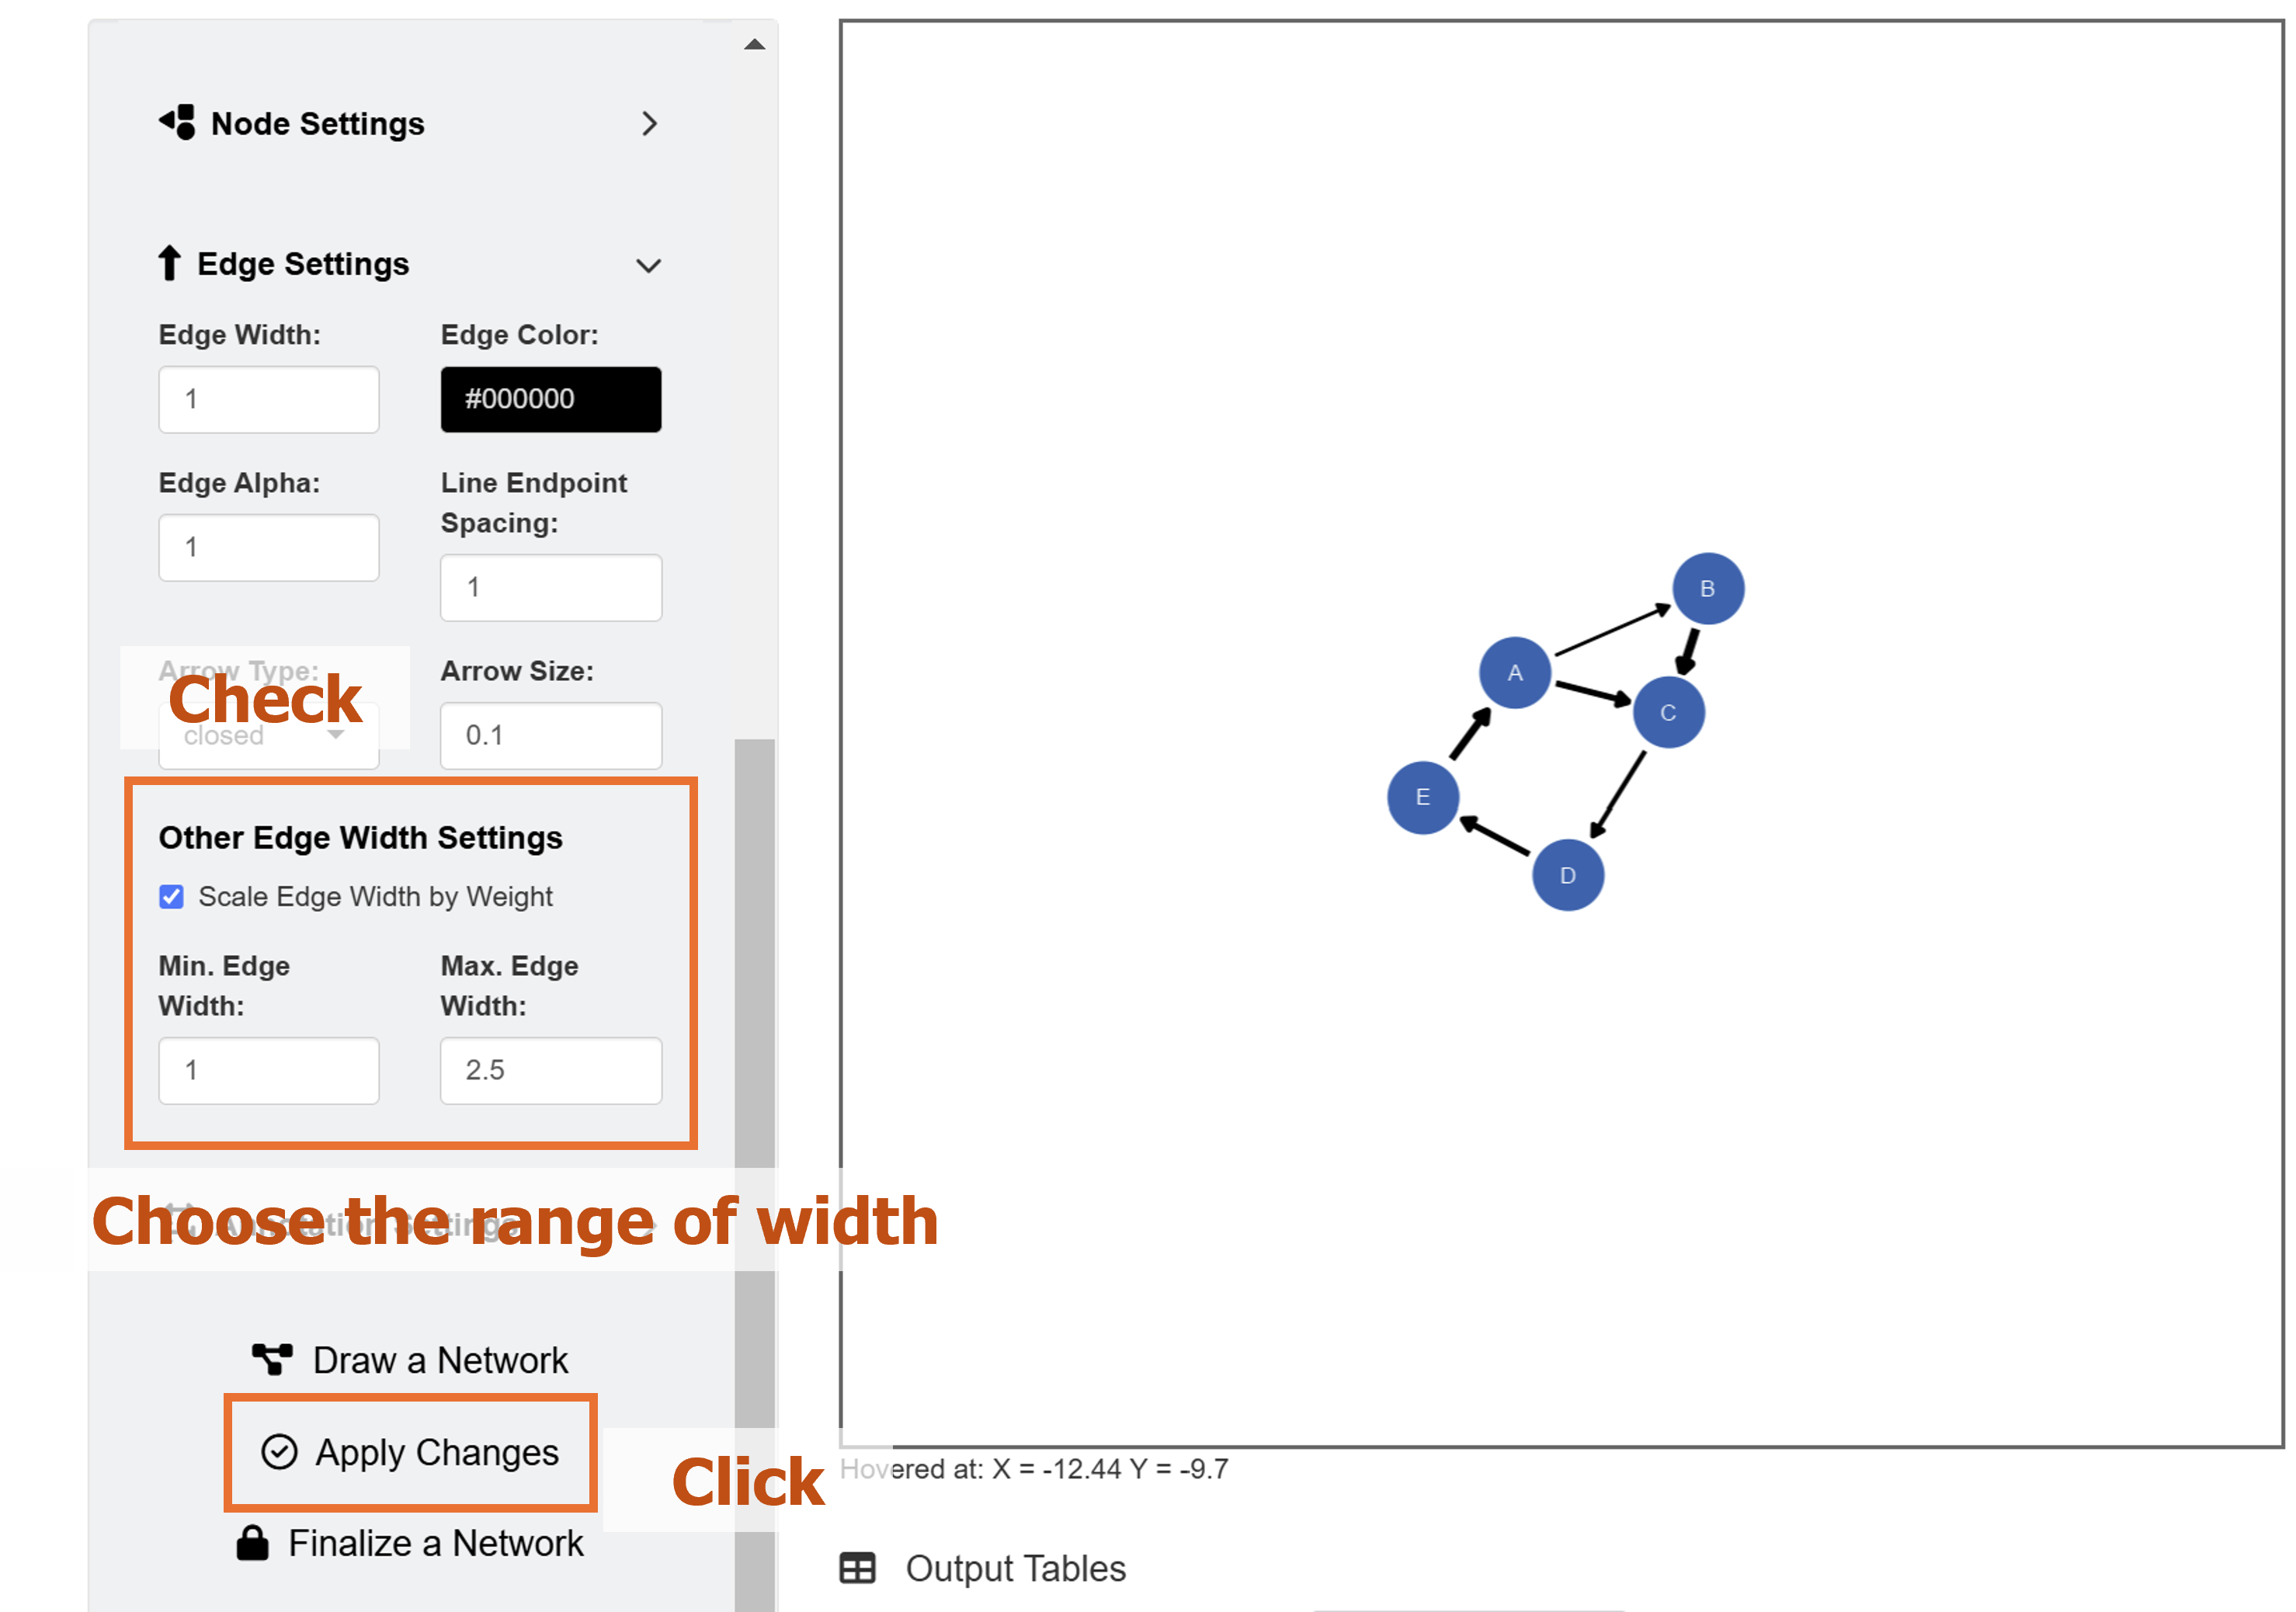 Node Settings
Edge Settings
Edge Width:
Edge Color:
1
#000000
Edge Alpha:
Line Endpoint
Spacing:
1
1
Arrow Type:
Arrow Size:
Check
closed
0.1
Other Edge Width Settings
Scale Edge Width by Weight
Min. Edge
Width:
Max. Edge
Width:
1
2.5
Annotation Settings
Choose the range of width
Draw a Network
Apply Changes
Click
Finalize a Network
B
A
C
E
D
Hovered at: X = -12.44 Y = -9.7
Output Tables